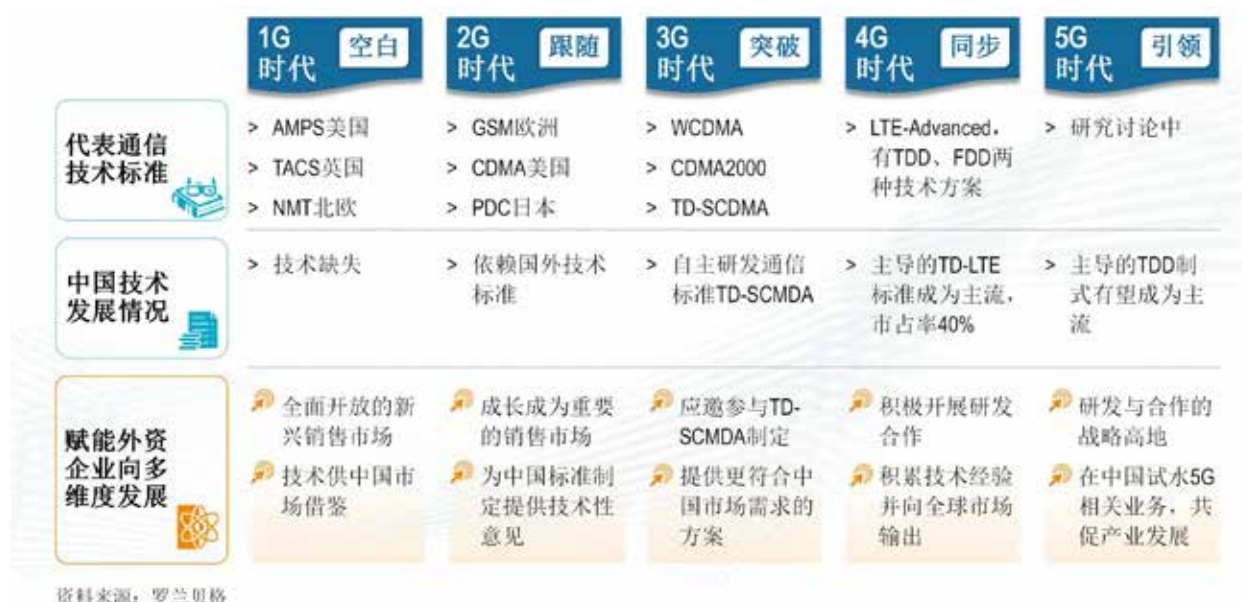 1G
时代
空白
2G
时代
跟随
3G
时代
突破
4G
时代
同步
5G
时代
引领
代表通信
技术标准
> AMPS美国
> TACS英国
> NMT北欧
> GSM欧洲
> CDMA美国
> PDC日本
> WCDMA
> CDMA2000
> TD-SCDMA
> LTE-Advanced,
有TDD、FDD两
种技术方案
> 研究讨论中
中国技术
发展情况
> 技术缺失
> 依赖国外技术
标准
> 自主研发通信
标准TD-SCMDA
> 主导的TD-LTE
标准成为主流,
市占率40%
> 主导的TDD制
式有望成为主
流
赋能外资
企业向多
维度发展
全面开放的新
兴销售市场
技术供中国市
场借鉴
成长成为重要
的销售市场
为中国标准制
定提供技术性
意见
应邀参与TD-
SCMDA制定
提供更符合中
国市场需求的
方案
积极开展研发
合作
积累技术经验
并向全球市场
输出
研发与合作的
战略高地
在中国试水5G
相关业务，共
促产业发展
资料来源：罗兰贝格